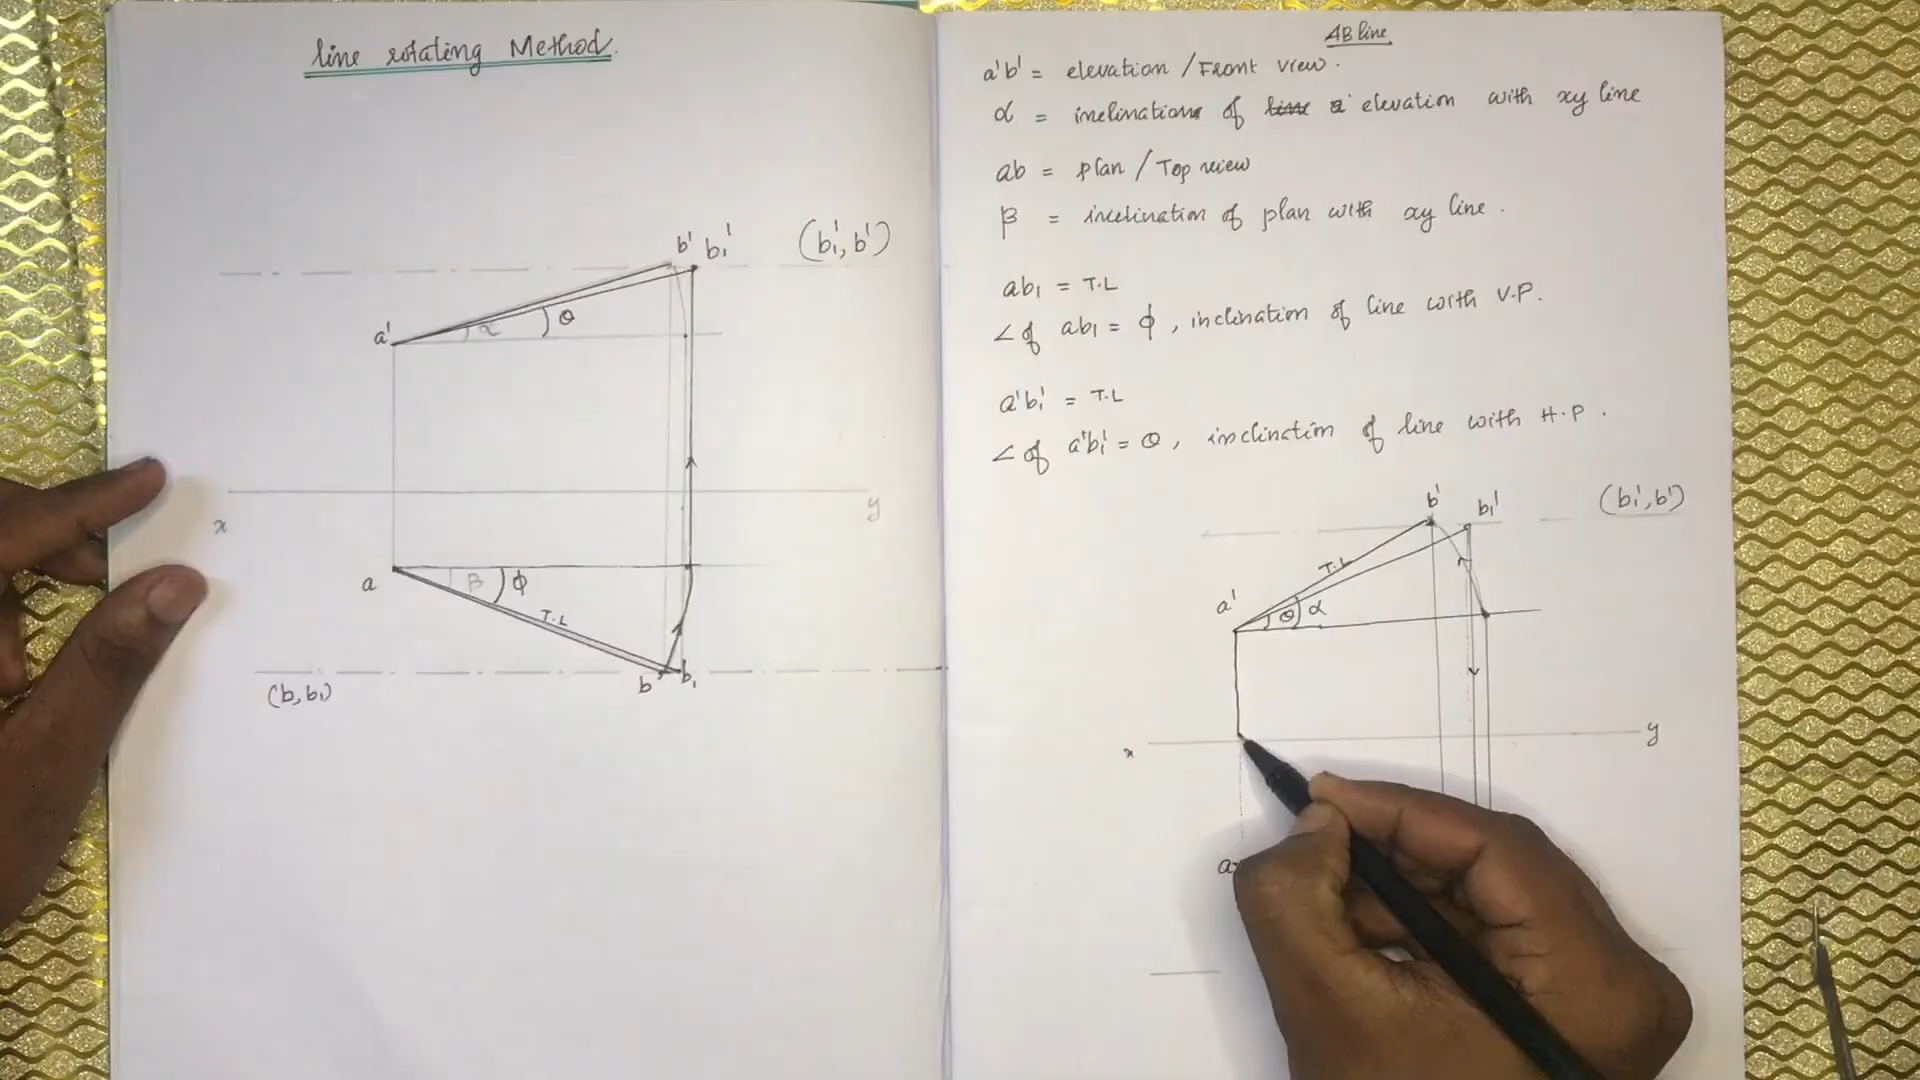 line rotating Method.
b' b₁' (b₁', b')
a' α θ
x y
a β φ
T.L
(b, b₁) b b₁
AB line
a'b' = elevation / Front view.
α = inclinations of line a' elevation with xy line
ab = plan / Top view
β = inclination of plan with xy line.
ab₁ = T.L
∠ of ab₁ = φ, inclination of line with V.P.
a'b₁' = T.L
∠ of a'b₁' = θ, inclination of line with H.P.
b' b₁' (b₁', b')
T.L
a' θ α
x y
a